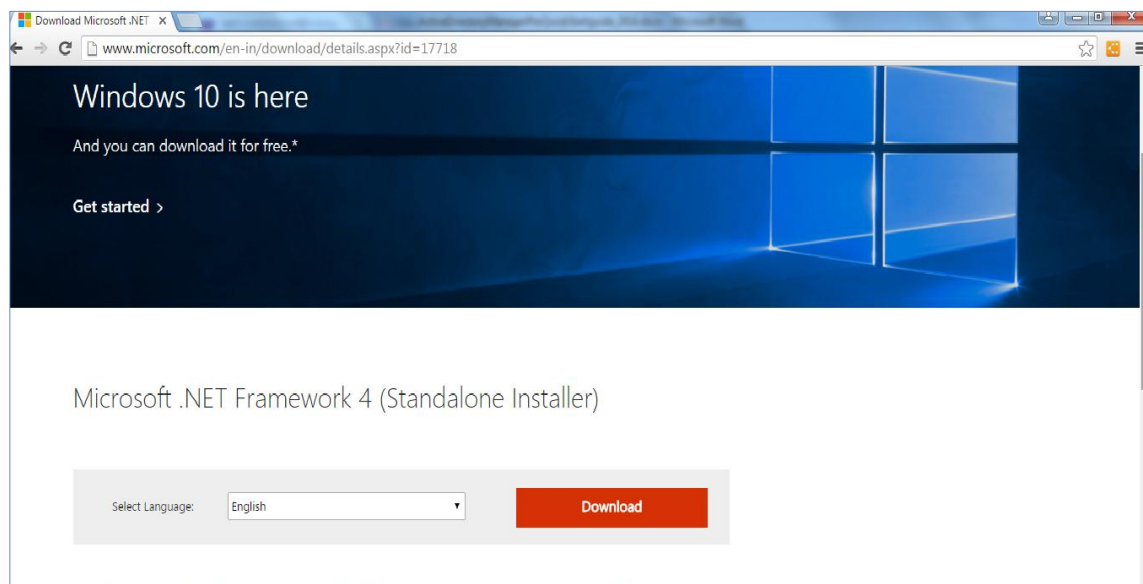 Download Microsoft .NET
www.microsoft.com/en-in/download/details.aspx?id=17718
Windows 10 is here
And you can download it for free.*
Get started >
Microsoft .NET Framework 4 (Standalone Installer)
Select Language: English Download